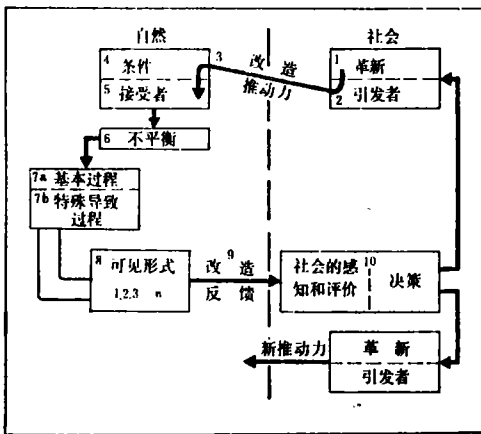 自然
社会
4 条件
5 接受者
3 改造
推动力
1 革新
2 引发者
6 不平衡
7a 基本过程
7b 特殊导致
过程
8 可见形式
1,2,3 n
改造 9
反馈
社会的感
知和评价
10
决策
新推动力
革新
引发者